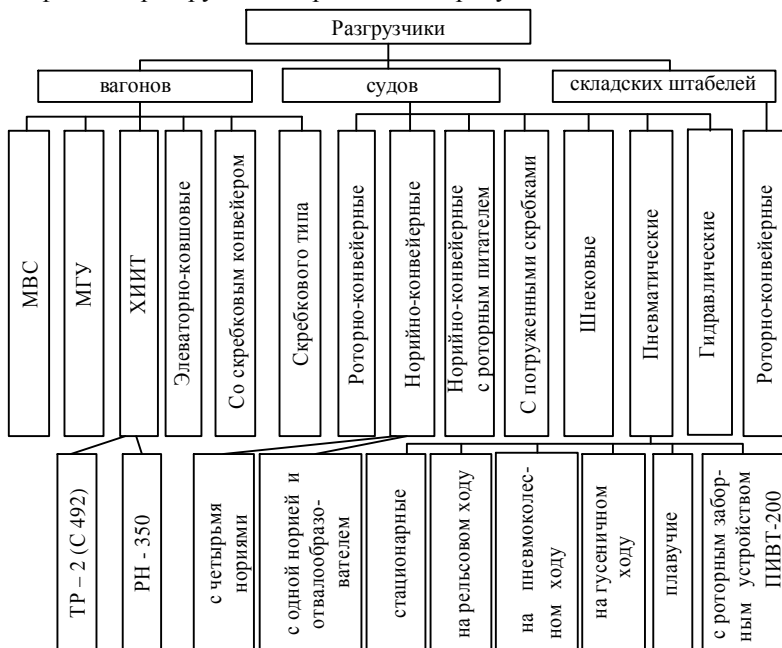 Разгрузчики
вагонов
судов
складских штабелей
МВС
МГУ
ХИИТ
Элеваторно-ковшовые
Со скребковым конвейером
Скребкового типа
Роторно-конвейерные
Норийно-конвейерные
Норийно-конвейерные
с роторным питателем
С погруженными скребками
Шнековые
Пневматические
Гидравлические
Роторно-конвейерные
ТР – 2 (С 492)
РН - 350
с четырьмя
нориями
с одной норией и
отвалообразо-
вателем
стационарные
на рельсовом ходу
на пневмоколес-
ном ходу
на гусеничном
ходу
плавучие
с роторным забор-
ным устройством
ПИВТ-200